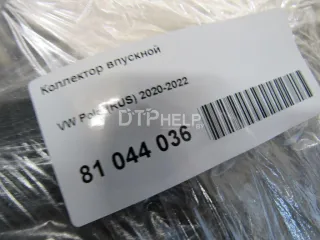 Коллектор впускной
VW Polo (RUS) 2020-2022
DTPHELP
81 044 036